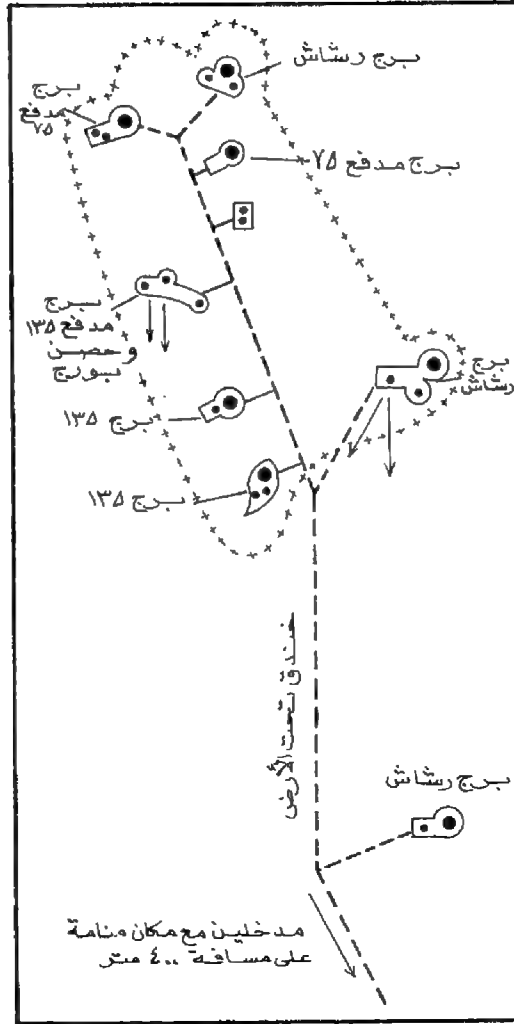 برج رشاش
برج
مدفع
٧٥
برج مدفع ٧٥
برج
مدفع ١٣٥
وحصن
بورج
برج
رشاش
برج ١٣٥
برج ١٣٥
خندق تحت الأرض
برج رشاش
مدخلين مع مكان منامة
على مسافة ٤٠٠ متر